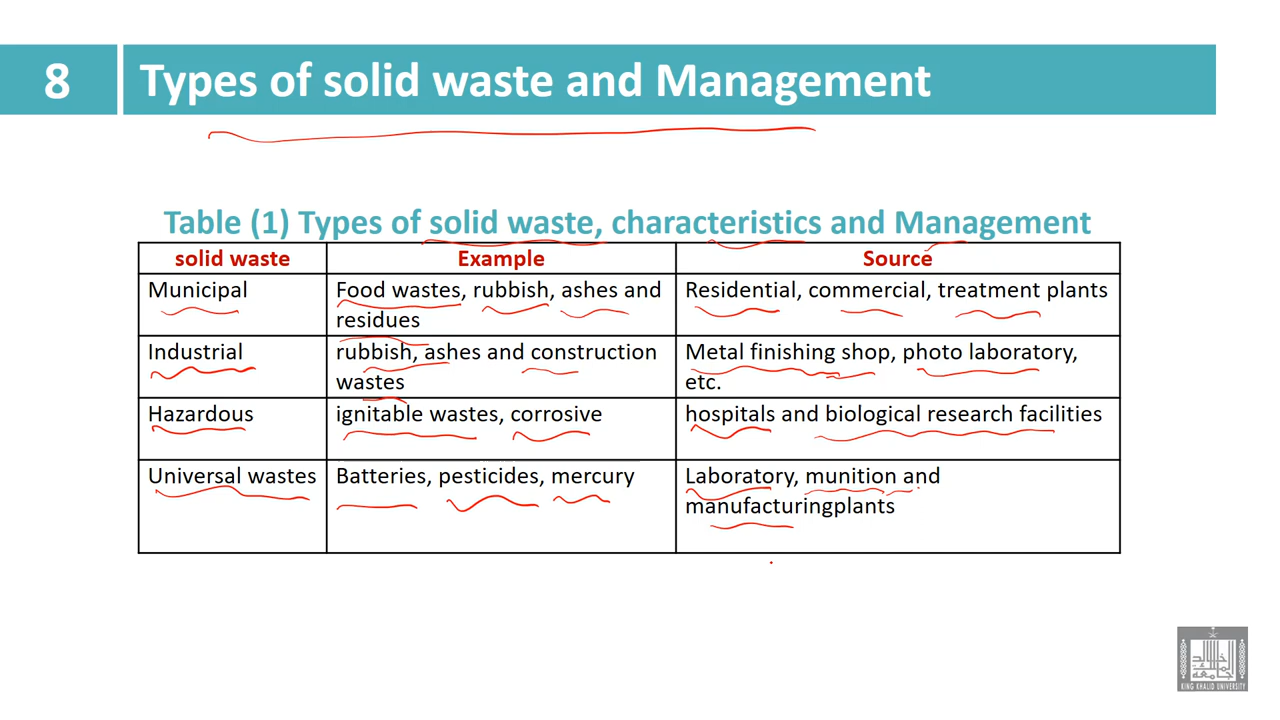 8
Types of solid waste and Management
Table (1) Types of solid waste, characteristics and Management
solid waste Example Source
Municipal Food wastes, rubbish, ashes and Residential, commercial, treatment plants
residues
Industrial rubbish, ashes and construction Metal finishing shop, photo laboratory,
wastes etc.
Hazardous ignitable wastes, corrosive hospitals and biological research facilities
Universal wastes Batteries, pesticides, mercury Laboratory, munition and
manufacturingplants
جامعة الملك خالد
KING KHALID UNIVERSITY